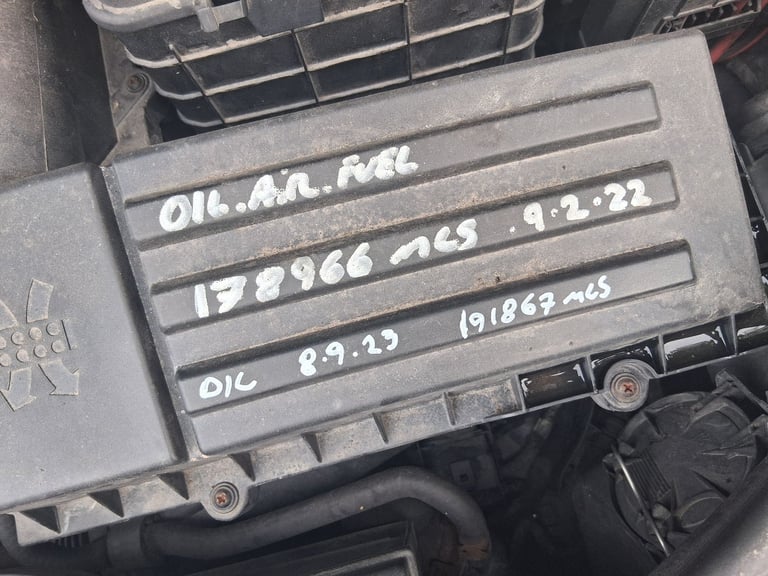 OIL.AIR.FUEL
178966 MLS .9.2.22
OIL 8.9.23 191867 MLS